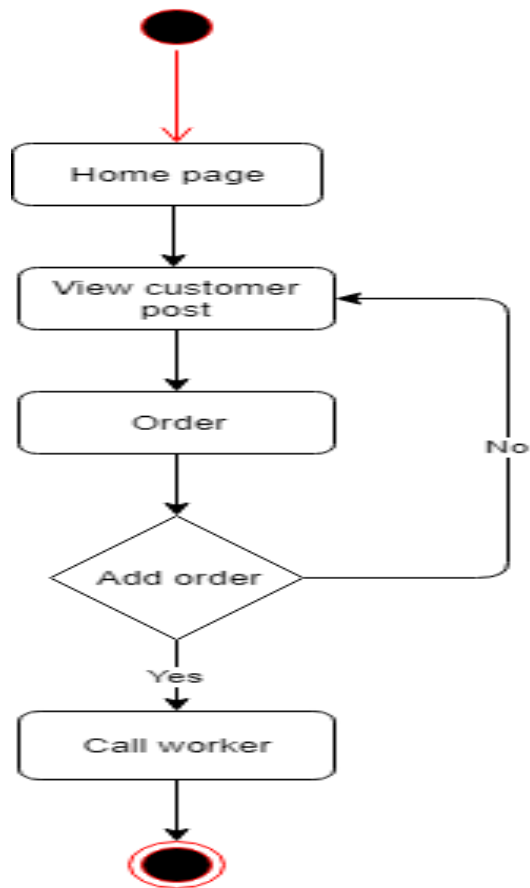 Home page
View customer
post
Order
No
Add order
Yes
Call worker